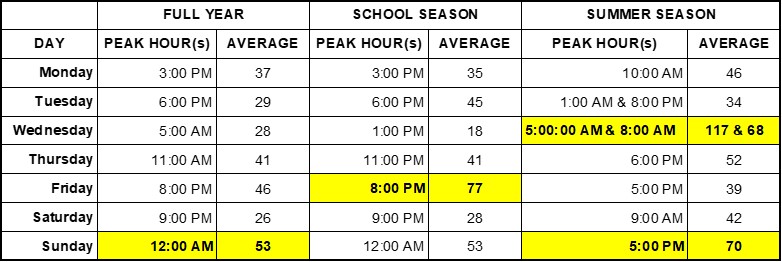 FULL YEAR SCHOOL SEASON SUMMER SEASON
DAY PEAK HOUR(s) AVERAGE PEAK HOUR(s) AVERAGE PEAK HOUR(s) AVERAGE
Monday 3:00 PM 37 3:00 PM 35 10:00 AM 46
Tuesday 6:00 PM 29 6:00 PM 45 1:00 AM & 8:00 PM 34
Wednesday 5:00 AM 28 1:00 PM 18 5:00:00 AM & 8:00 AM 117 & 68
Thursday 11:00 AM 41 11:00 PM 41 6:00 PM 52
Friday 8:00 PM 46 8:00 PM 77 5:00 PM 39
Saturday 9:00 PM 26 9:00 PM 28 9:00 AM 42
Sunday 12:00 AM 53 12:00 AM 53 5:00 PM 70